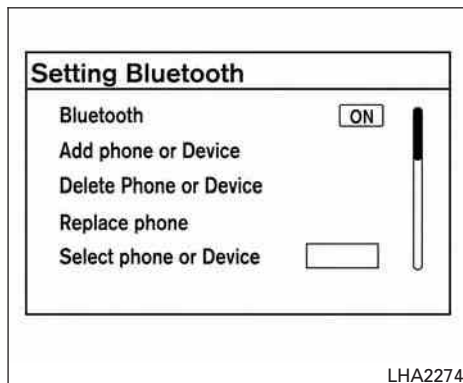 Setting Bluetooth
Bluetooth ON
Add phone or Device
Delete Phone or Device
Replace phone
Select phone or Device
LHA2274